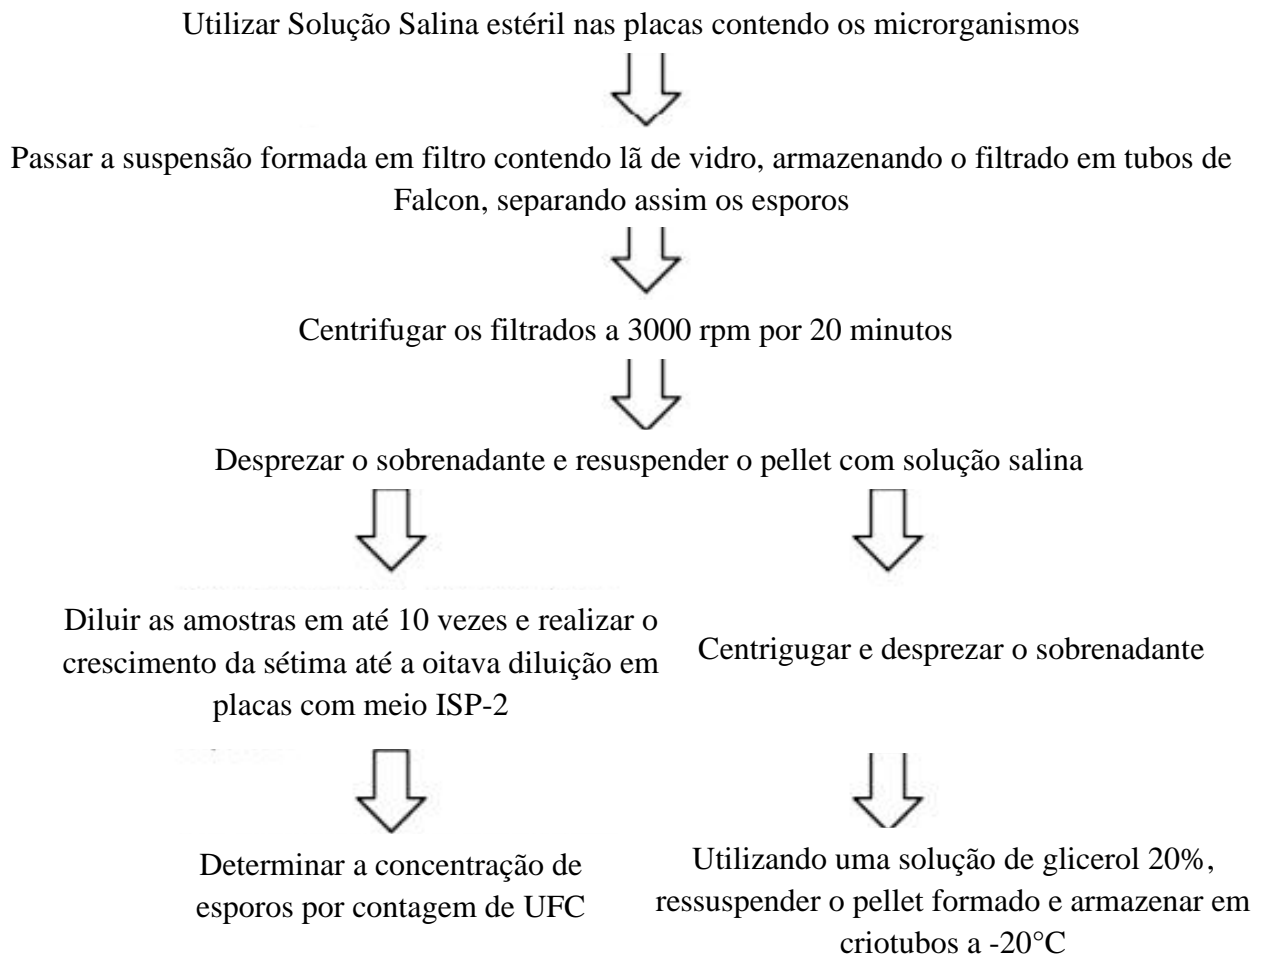 Utilizar Solução Salina estéril nas placas contendo os microrganismos
Passar a suspensão formada em filtro contendo lã de vidro, armazenando o filtrado em tubos de
Falcon, separando assim os esporos
Centrifugar os filtrados a 3000 rpm por 20 minutos
Desprezar o sobrenadante e resuspender o pellet com solução salina
Diluir as amostras em até 10 vezes e realizar o
crescimento da sétima até a oitava diluição em
placas com meio ISP-2
Centrigugar e desprezar o sobrenadante
Determinar a concentração de
esporos por contagem de UFC
Utilizando uma solução de glicerol 20%,
ressuspender o pellet formado e armazenar em
criotubos a -20°C